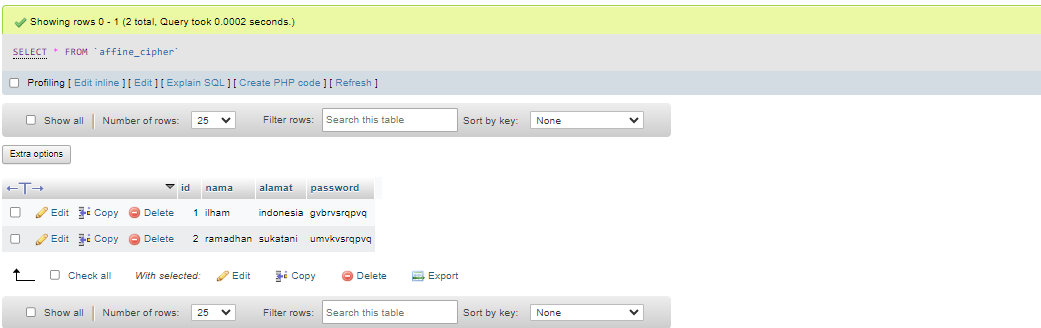 Showing rows 0 - 1 (2 total, Query took 0.0002 seconds.)
SELECT * FROM `affine_cipher`
Profiling [ Edit inline ] [ Edit ] [ Explain SQL ] [ Create PHP code ] [ Refresh ]
Show all Number of rows: 25 Filter rows: Search this table Sort by key: None
Extra options
←T→ id nama alamat password
Edit Copy Delete 1 ilham indonesia gvbrvsrqpvq
Edit Copy Delete 2 ramadhan sukatani umvkvsrqpvq
Check all With selected: Edit Copy Delete Export
Show all Number of rows: 25 Filter rows: Search this table Sort by key: None